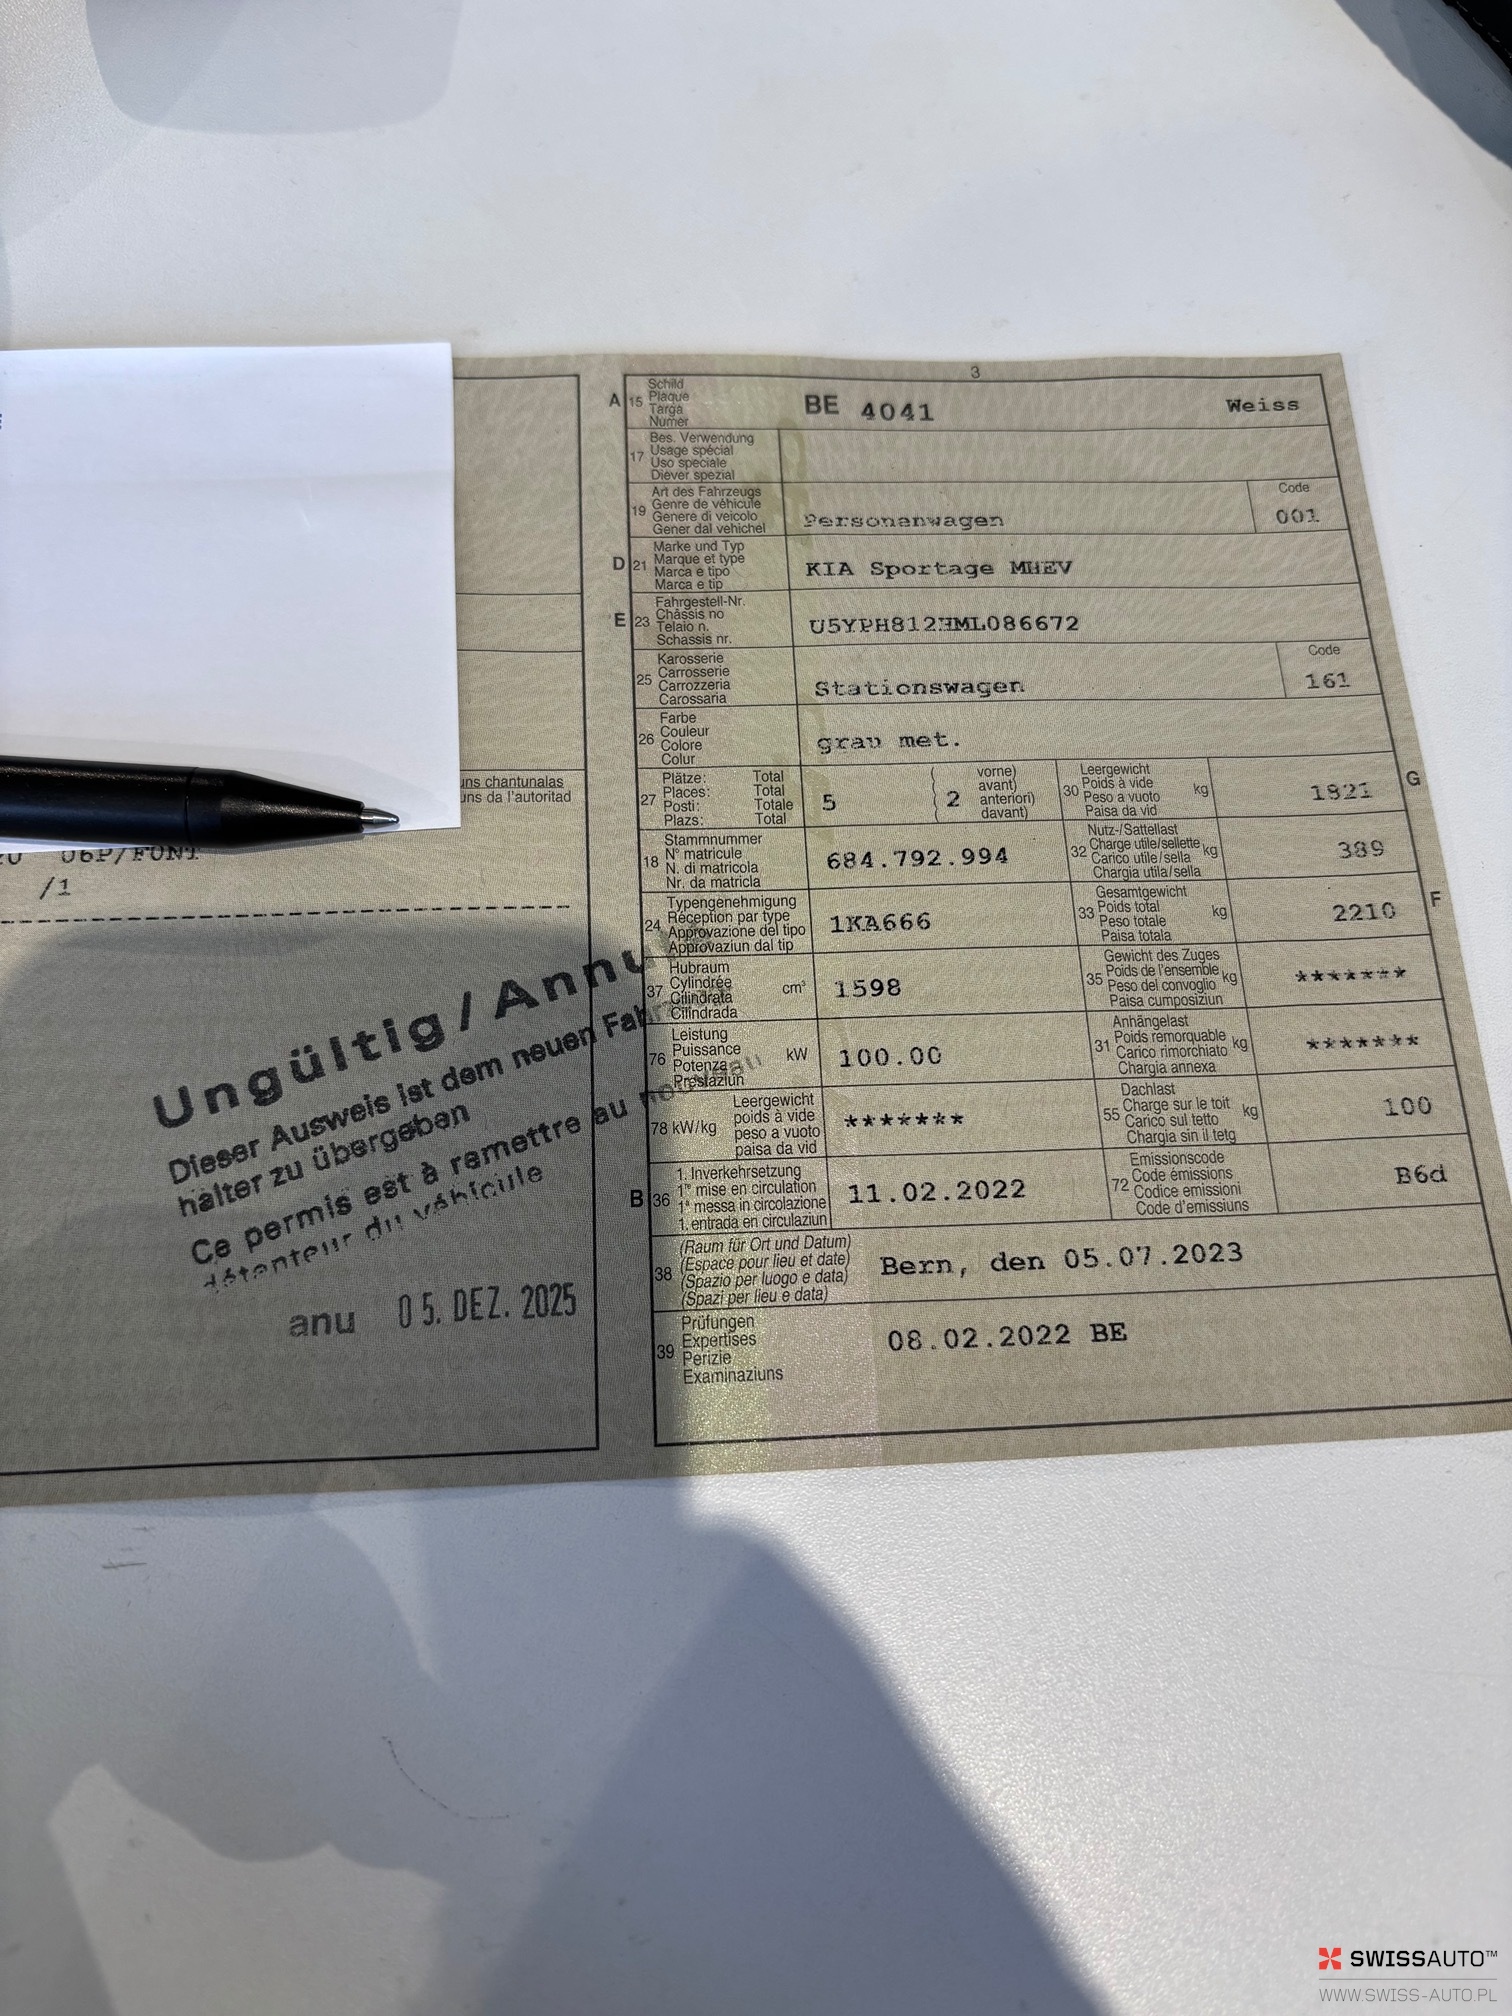 uns chantunalas
uns da l'autoritad
06P/FONT
/1
Ungültig / Annu
Dieser Ausweis ist dem neuen Fahr
halter zu übergeben
Ce permis est à remettre au nouveau
détenteur du véhicule
anu 05. DEZ. 2025
3
A 15 Schild
Plaque
Targa
Numer
BE 4041 Weiss
17 Bes. Verwendung
Usage spécial
Uso speciale
Diever spezial
19 Art des Fahrzeugs
Genre de véhicule
Genere di veicolo
Gener dal vehichel
Personenwagen
Code
001
D 21 Marke und Typ
Marque et type
Marca e tipo
Marca e tip
KIA Sportage MHEV
E 23 Fahrgestell-Nr.
Châssis no
Telaio n.
Schassis nr.
U5YPH812HML086672
25 Karosserie
Carrosserie
Carrozzeria
Carossaria
Stationswagen
Code
161
26 Farbe
Couleur
Colore
Colur
grau met.
27 Plätze: Total
Places: Total
Posti: Totale
Plazs: Total
5
( vorne)
avant)
2 anteriori)
( davant)
30 Leergewicht
Poids à vide
Peso a vuoto
Paisa da vid
kg
1821
G
18 Stammnummer
N° matricule
N. di matricola
Nr. da matricla
684.792.994
32 Nutz-/Sattellast
Charge utile/sellette
Carico utile/sella
Chargia utila/sella
kg
389
24 Typengenehmigung
Réception par type
Approvazione del tipo
Approvaziun dal tip
1KA666
33 Gesamtgewicht
Poids total
Peso totale
Paisa totala
kg
2210
F
37 Hubraum
Cylindrée
Cilindrata
Cilindrada
cm³
1598
35 Gewicht des Zuges
Poids de l'ensemble
Peso del convoglio
Paisa cumposiziun
kg
*******
76 Leistung
Puissance
Potenza
Prestaziun
kW
100.00
31 Anhängelast
Poids remorquable
Carico rimorchiato
Chargia annexa
kg
*******
78 kW/kg
Leergewicht
poids à vide
peso a vuoto
paisa da vid
*******
55 Dachlast
Charge sur le toit
Carico sul tetto
Chargia sin il tetg
kg
100
B 36 1. Inverkehrsetzung
1re mise en circulation
1a messa in circolazione
1. entrada en circulaziun
11.02.2022
72 Emissionscode
Code émissions
Codice emissioni
Code d'emissiuns
B6d
38 (Raum für Ort und Datum)
(Espace pour lieu et date)
(Spazio per luogo e data)
(Spazi per lieu e data)
Bern, den 05.07.2023
39 Prüfungen
Expertises
Perizie
Examinaziuns
08.02.2022 BE
SWISSAUTO™
WWW.SWISS-AUTO.PL